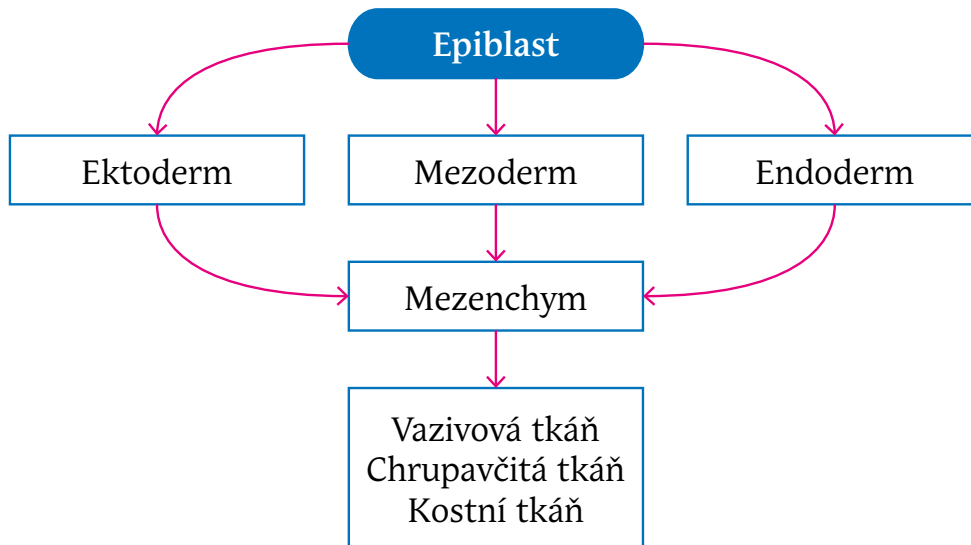 Epiblast
Ektoderm
Mezoderm
Endoderm
Mezenchym
Vazivová tkáň
Chrupavčitá tkáň
Kostní tkáň